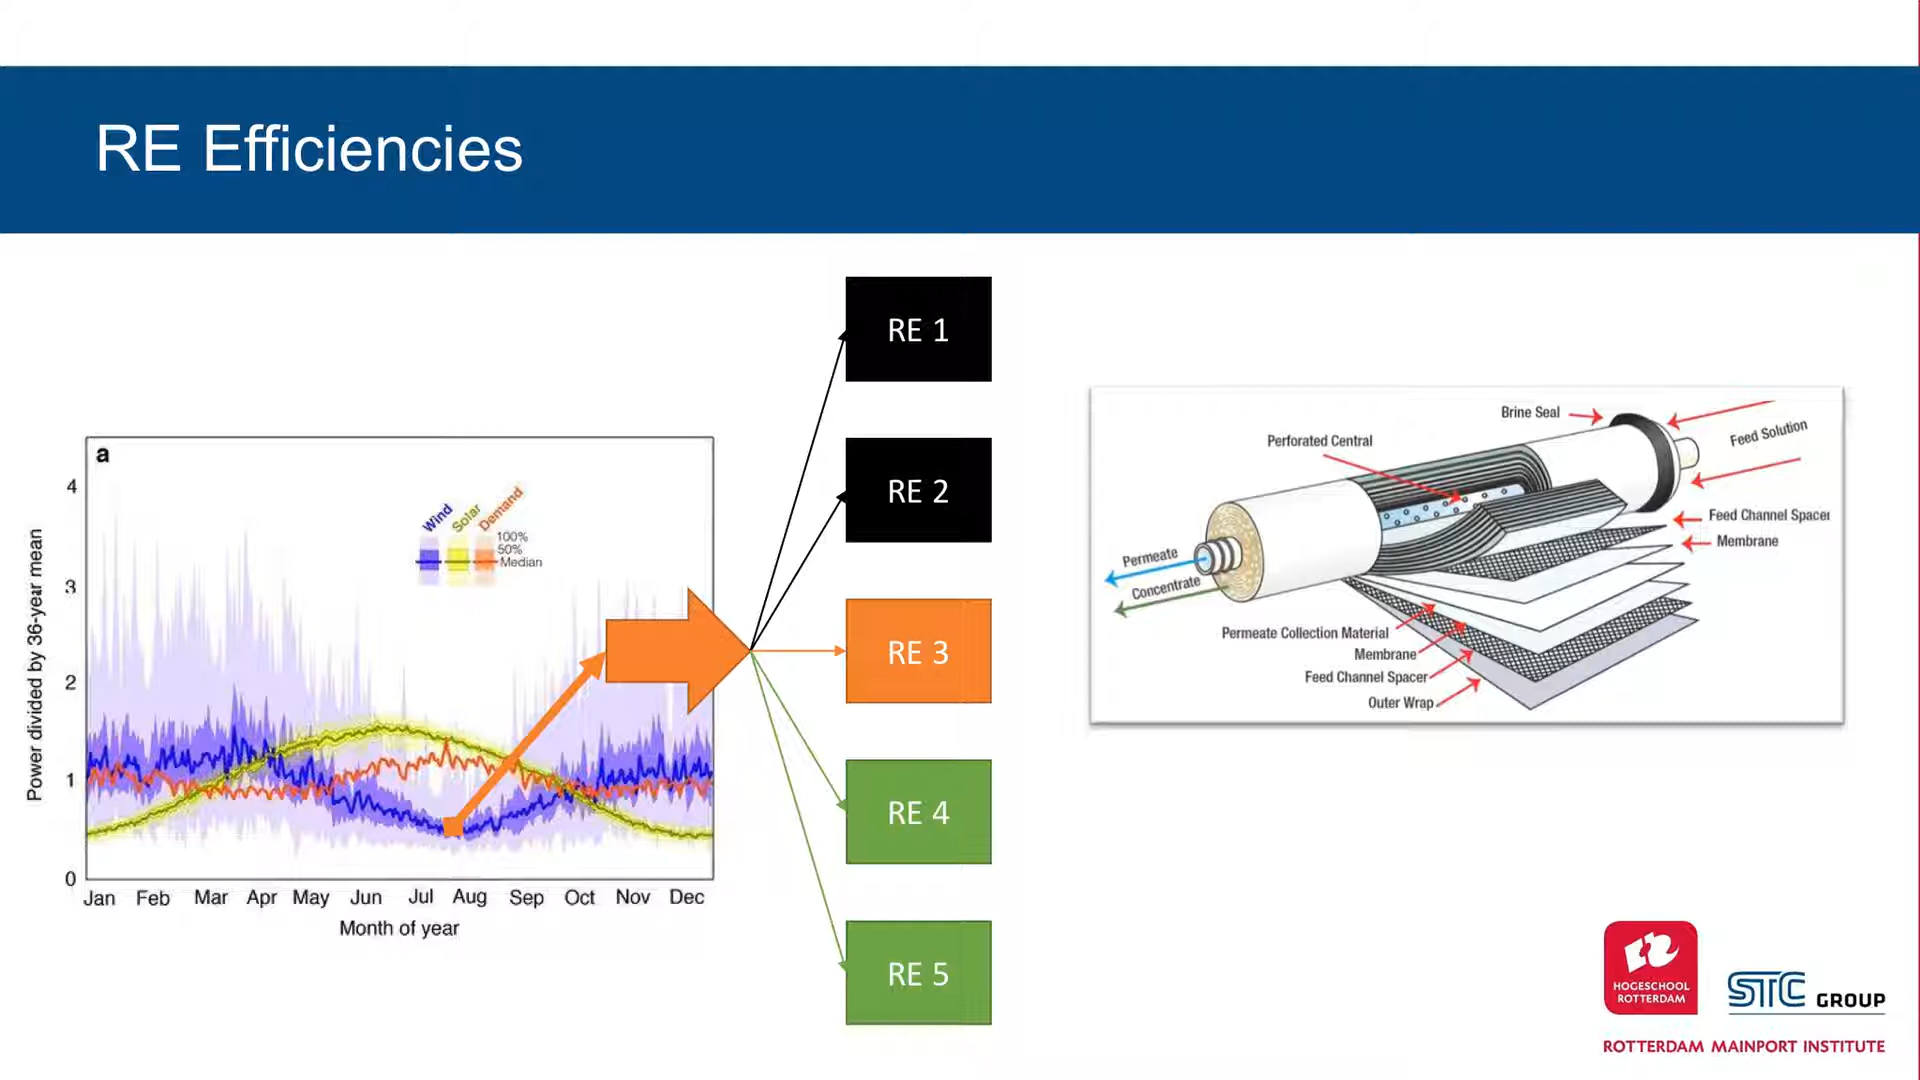 RE Efficiencies
a
Power divided by 36-year mean
4
3
2
1
0
Wind
Solar
Demand
100%
50%
Median
Jan Feb Mar Apr May Jun Jul Aug Sep Oct Nov Dec
Month of year
RE 1
RE 2
RE 3
RE 4
RE 5
Brine Seal
Perforated Central
Feed Solution
Feed Channel Spacer
Membrane
Permeate
Concentrate
Permeate Collection Material
Membrane
Feed Channel Spacer
Outer Wrap
HOGESCHOOL
ROTTERDAM
STC GROUP
ROTTERDAM MAINPORT INSTITUTE